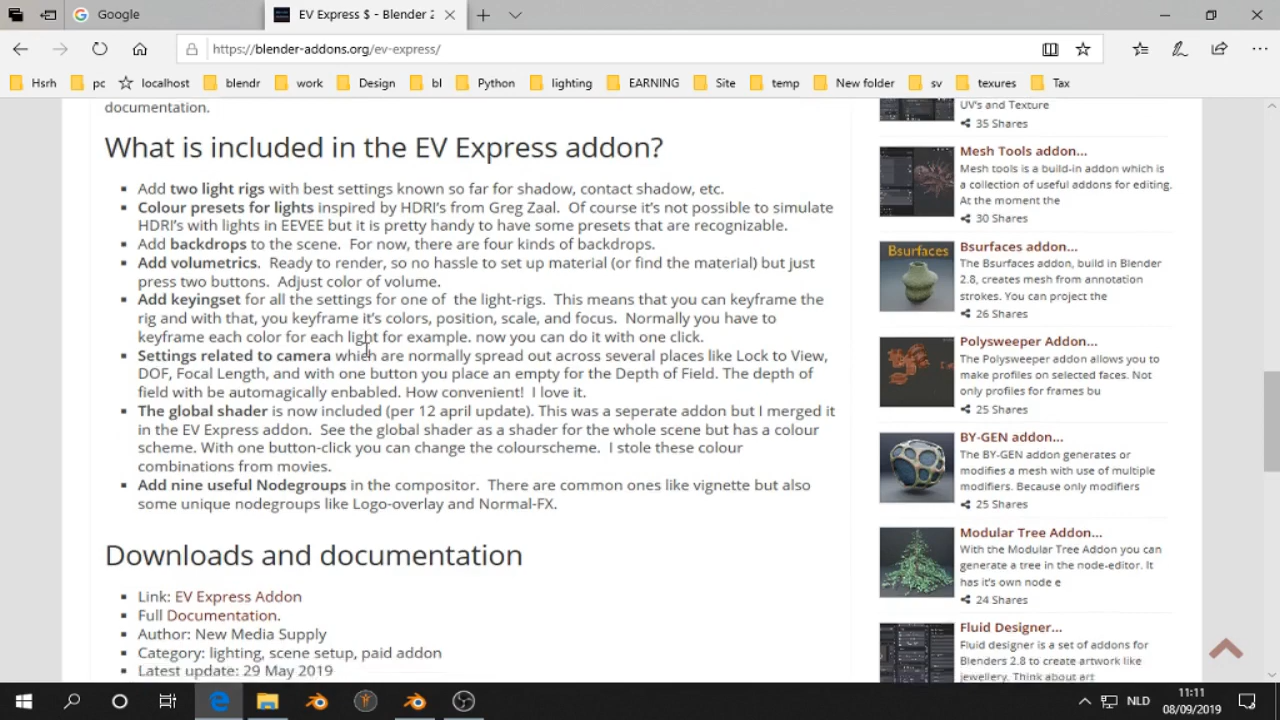 Google
EV Express $ - Blender 2
https://blender-addons.org/ev-express/
Hsrh pc localhost blendr work Design bl Python lighting EARNING Site temp New folder sv texures Tax
documentation.
What is included in the EV Express addon?
Add two light rigs with best settings known so far for shadow, contact shadow, etc.
Colour presets for lights inspired by HDRI's from Greg Zaal. Of course it's not possible to simulate
HDRI's with lights in EEVEE but it is pretty handy to have some presets that are recognizable.
Add backdrops to the scene. For now, there are four kinds of backdrops.
Add volumetrics. Ready to render, so no hassle to set up material (or find the material) but just
press two buttons. Adjust color of volume.
Add keyingset for all the settings for one of the light-rigs. This means that you can keyframe the
rig and with that, you keyframe it's colors, position, scale, and focus. Normally you have to
keyframe each color for each light for example. now you can do it with one click.
Settings related to camera which are normally spread out across several places like Lock to View,
DOF, Focal Length, and with one button you place an empty for the Depth of Field. The depth of
field with be automagically enbabled. How convenient! I love it.
The global shader is now included (per 12 april update). This was a seperate addon but I merged it
in the EV Express addon. See the global shader as a shader for the whole scene but has a colour
scheme. With one button-click you can change the colourscheme. I stole these colour
combinations from movies.
Add nine useful Nodegroups in the compositor. There are common ones like vignette but also
some unique nodegroups like Logo-overlay and Normal-FX.
Downloads and documentation
Link: EV Express Addon
Full Documentation.
Author: New Media Supply
Category: lighting, scene setup, paid addon
Latest update: 9 May 2019
UV's and Texture
35 Shares
Mesh Tools addon...
Mesh tools is a build-in addon which is
a collection of useful addons for editing.
At the moment the
30 Shares
Bsurfaces
Bsurfaces addon...
The Bsurfaces addon, build in Blender
2.8, creates mesh from annotation
strokes. You can project the
26 Shares
Polysweeper Addon...
The Polysweeper addon allows you to
make profiles on selected faces. Not
only profiles for frames bu
25 Shares
BY-GEN addon...
The BY-GEN addon generates or
modifies a mesh with use of multiple
modifiers. Because only modifiers
25 Shares
Modular Tree Addon...
With the Modular Tree Addon you can
generate a tree in the node-editor. It
has it's own node e
24 Shares
Fluid Designer...
Fluid designer is a set of addons for
Blenders 2.8 to create artwork like
jewellery. Think about art
NLD
11:11
08/09/2019